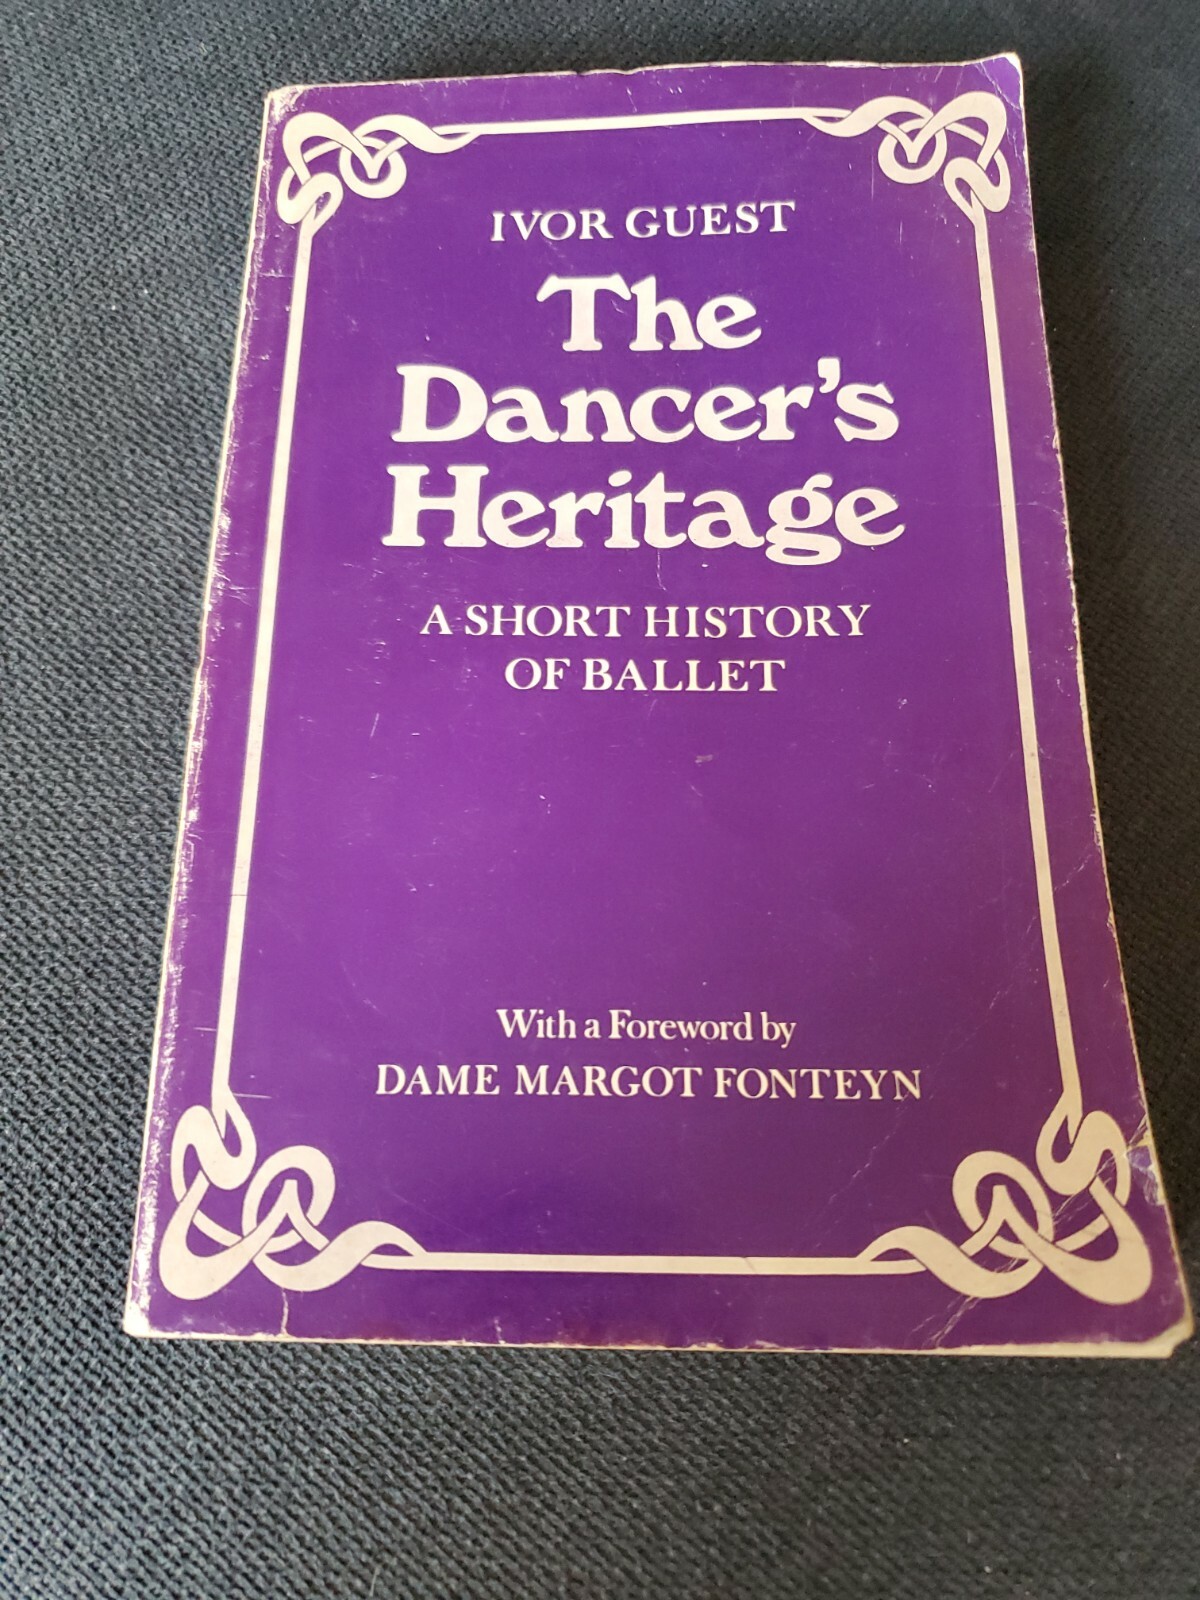 IVOR GUEST
The
Dancer's
Heritage
A SHORT HISTORY
OF BALLET
With a Foreword by
DAME MARGOT FONTEYN